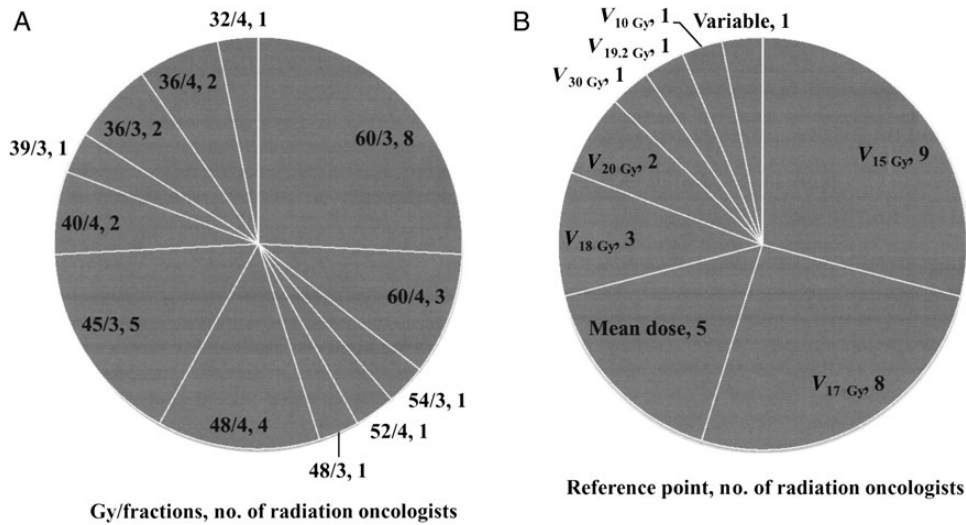 A
32/4, 1
36/4, 2
36/3, 2
39/3, 1
40/4, 2
45/3, 5
48/4, 4
48/3, 1
52/4, 1
54/3, 1
60/4, 3
60/3, 8
Gy/fractions, no. of radiation oncologists
B
Variable, 1
V10 Gy, 1
V19.2 Gy, 1
V30 Gy, 1
V20 Gy, 2
V18 Gy, 3
Mean dose, 5
V17 Gy, 8
V15 Gy, 9
Reference point, no. of radiation oncologists